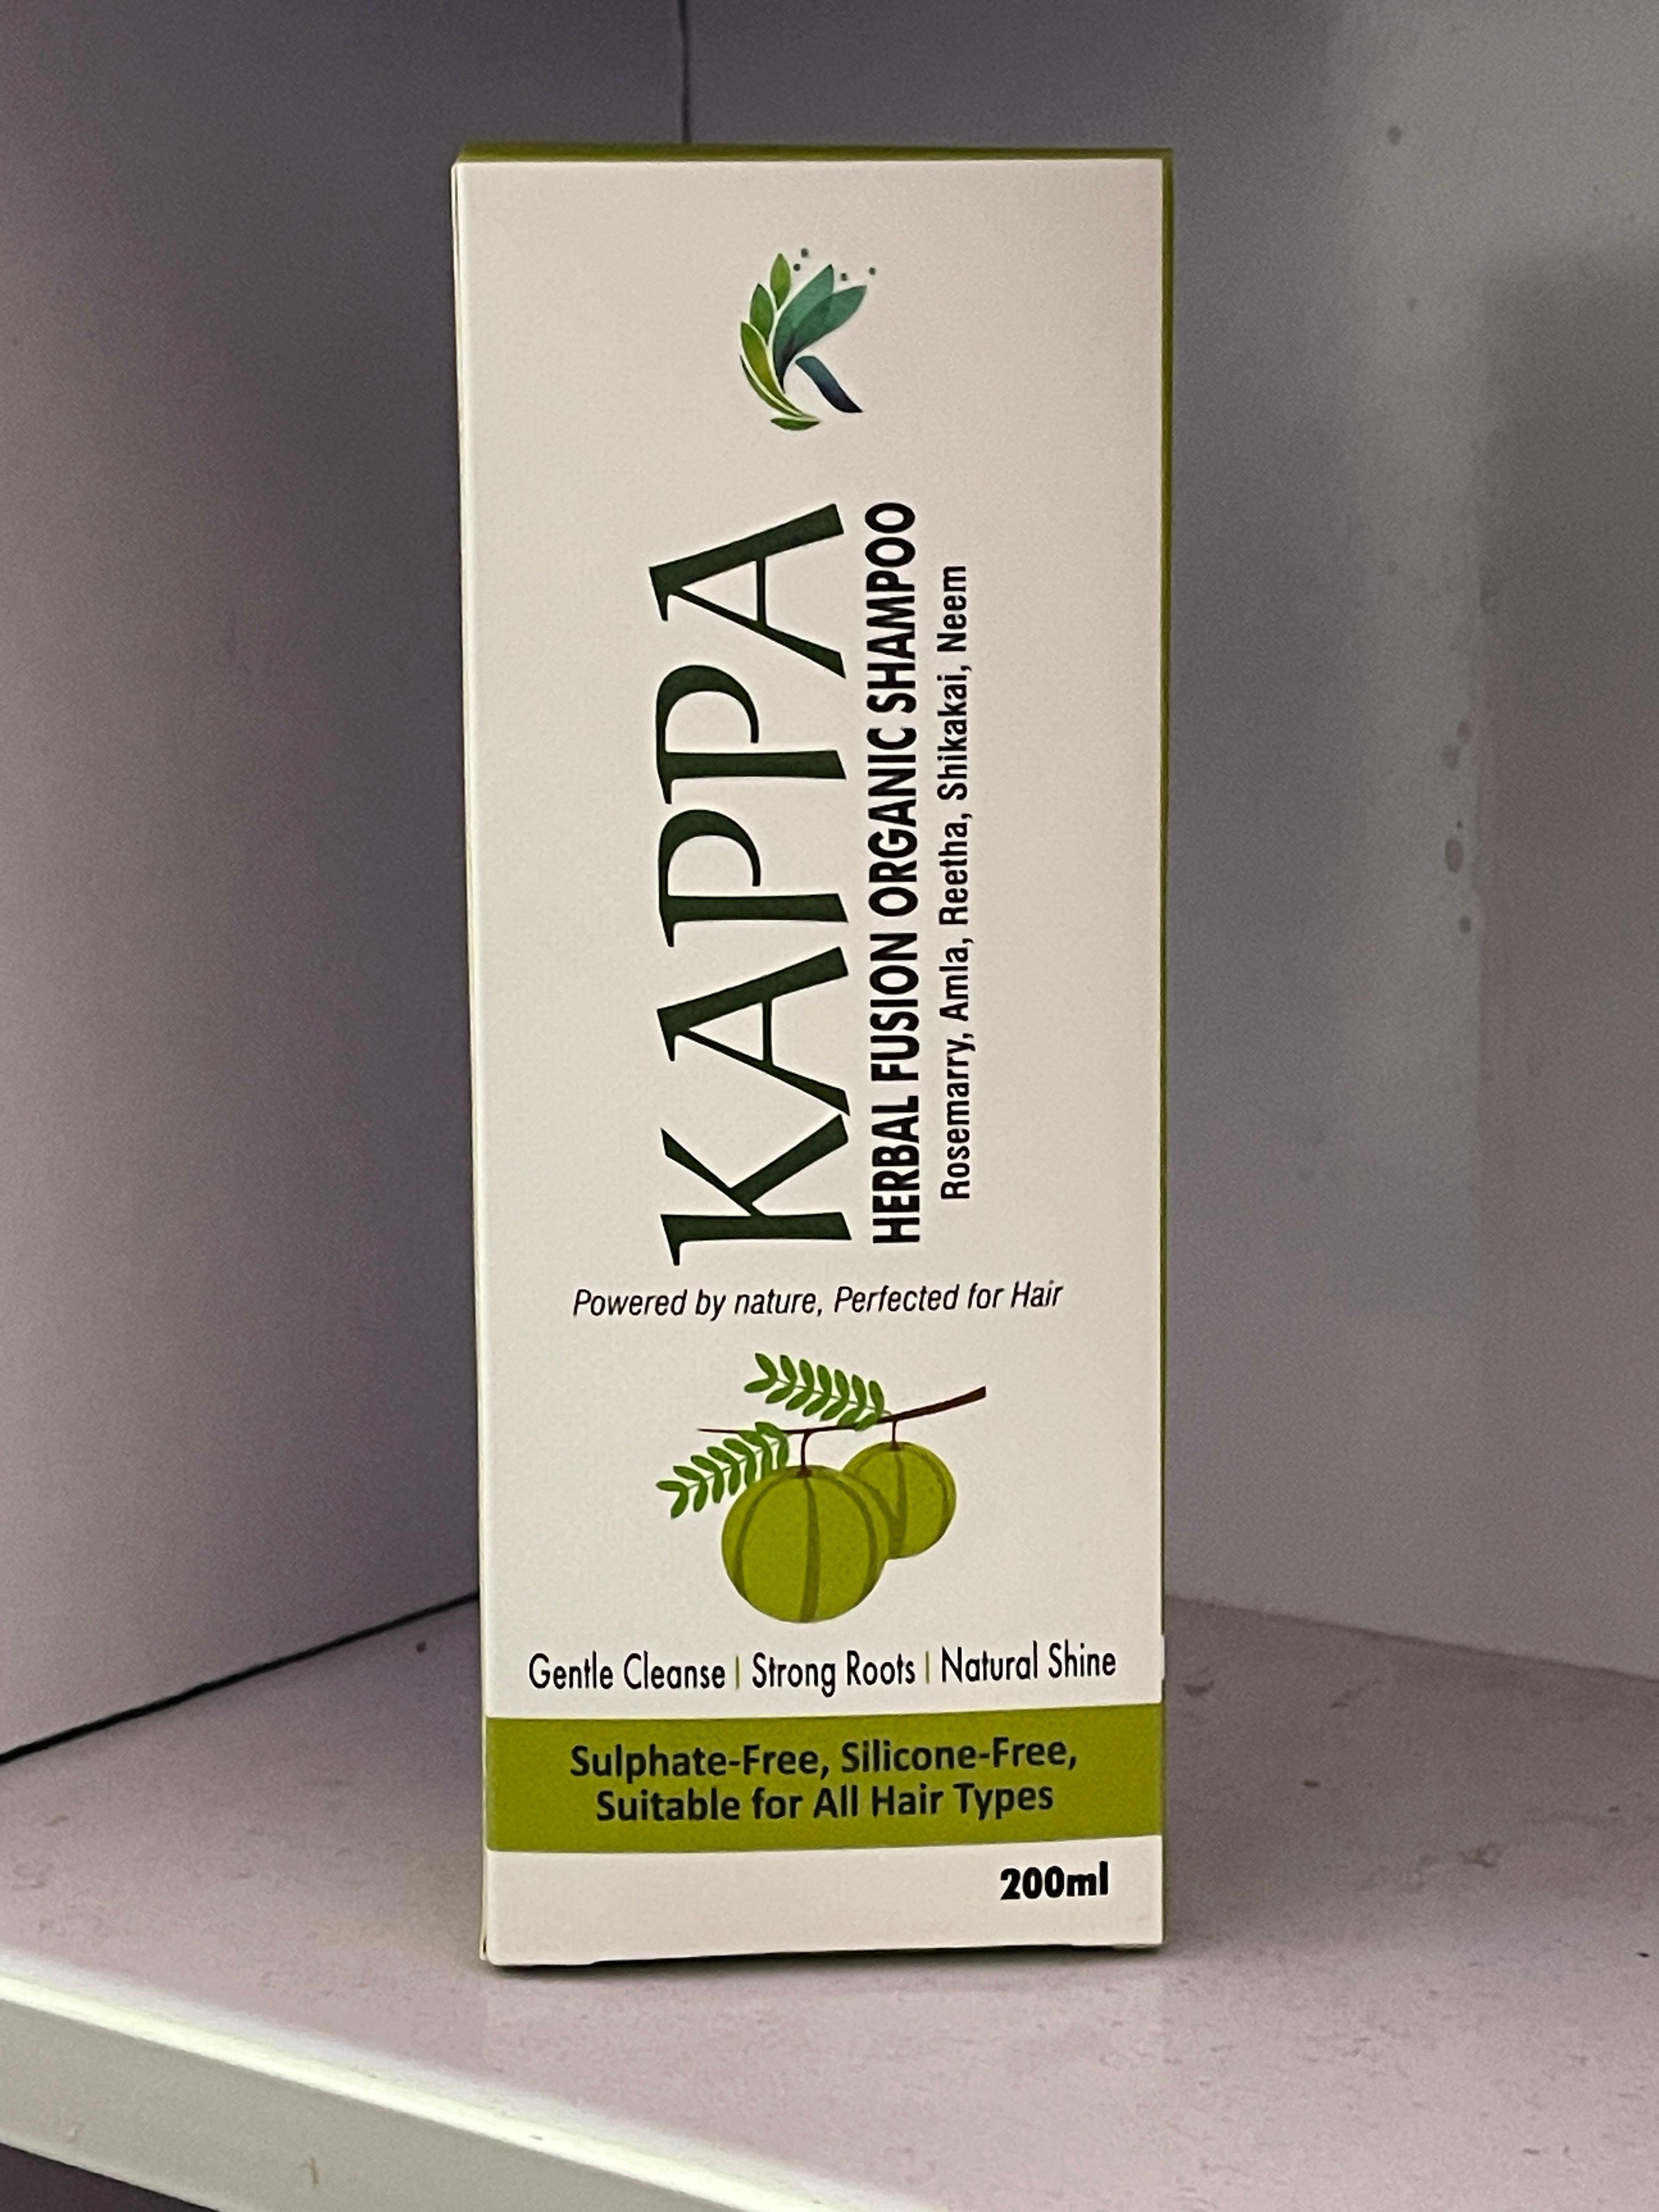 KAPPA
HERBAL FUSION ORGANIC SHAMPOO
Rosemarry, Amla, Reetha, Shikakai, Neem
Powered by nature, Perfected for Hair
Gentle Cleanse | Strong Roots | Natural Shine
Sulphate-Free, Silicone-Free,
Suitable for All Hair Types
200ml